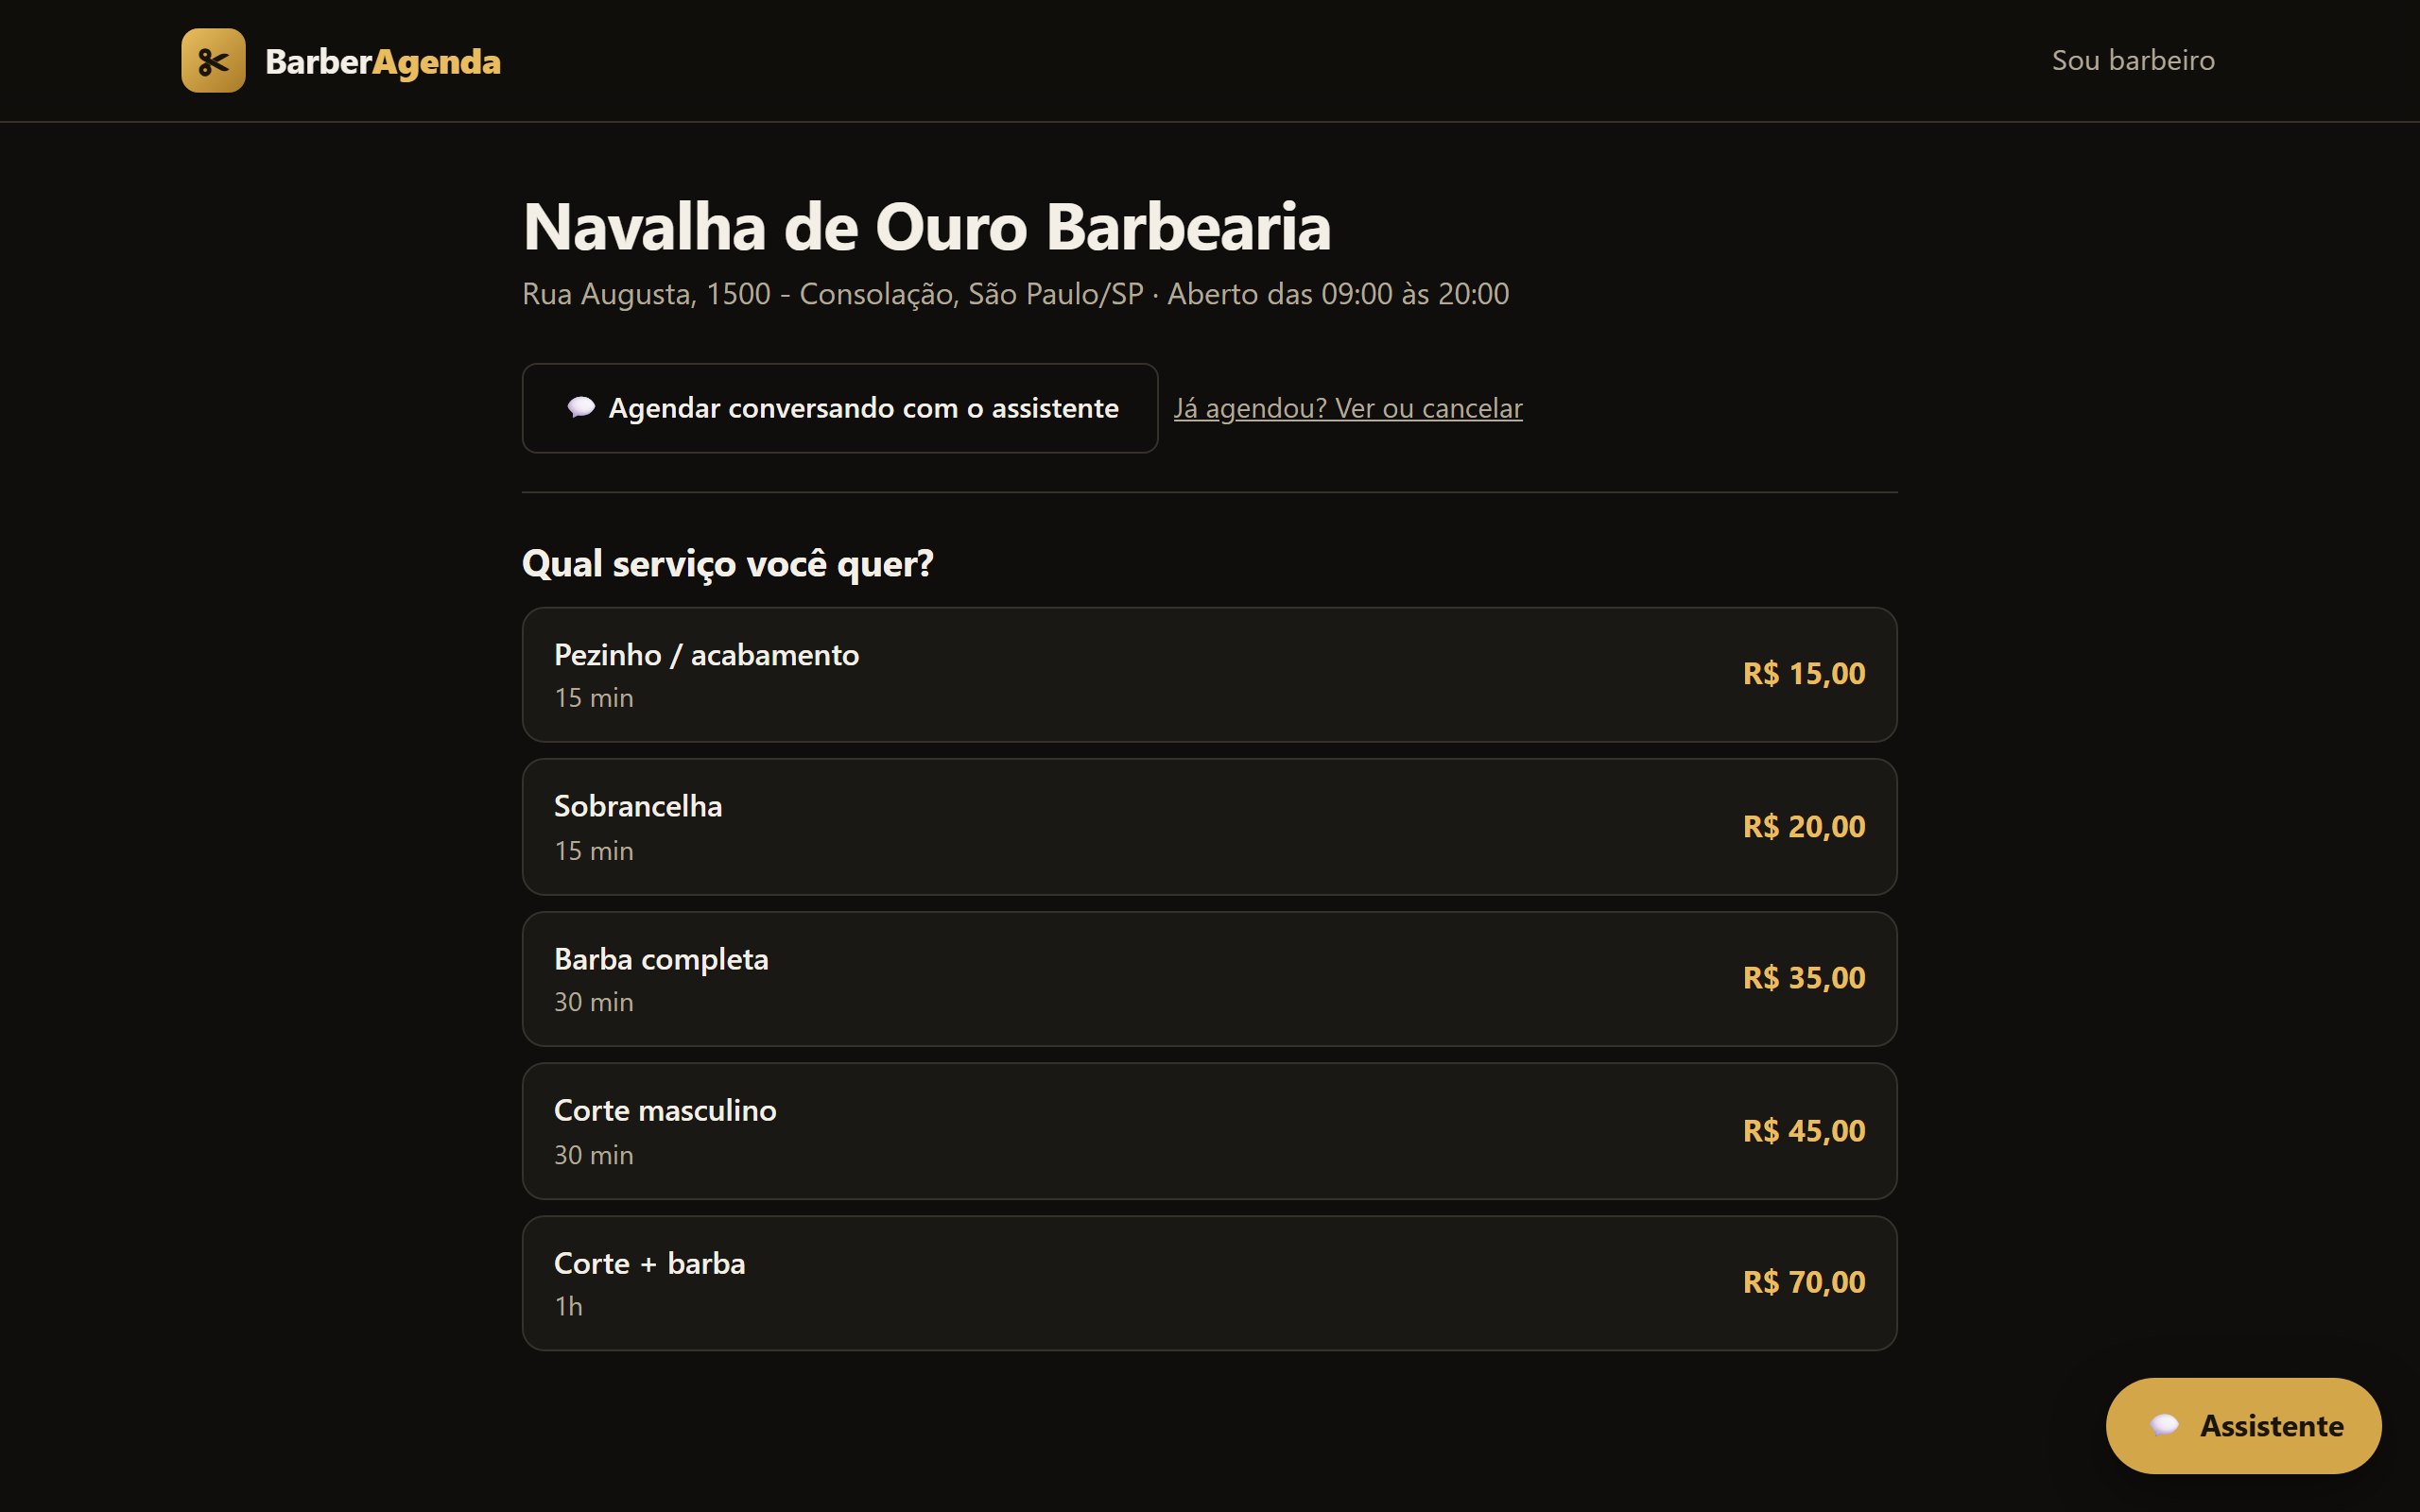 BarberAgenda
Sou barbeiro
Navalha de Ouro Barbearia
Rua Augusta, 1500 - Consolação, São Paulo/SP · Aberto das 09:00 às 20:00
Agendar conversando com o assistente
Já agendou? Ver ou cancelar
Qual serviço você quer?
Pezinho / acabamento
15 min
R$ 15,00
Sobrancelha
15 min
R$ 20,00
Barba completa
30 min
R$ 35,00
Corte masculino
30 min
R$ 45,00
Corte + barba
1h
R$ 70,00
Assistente